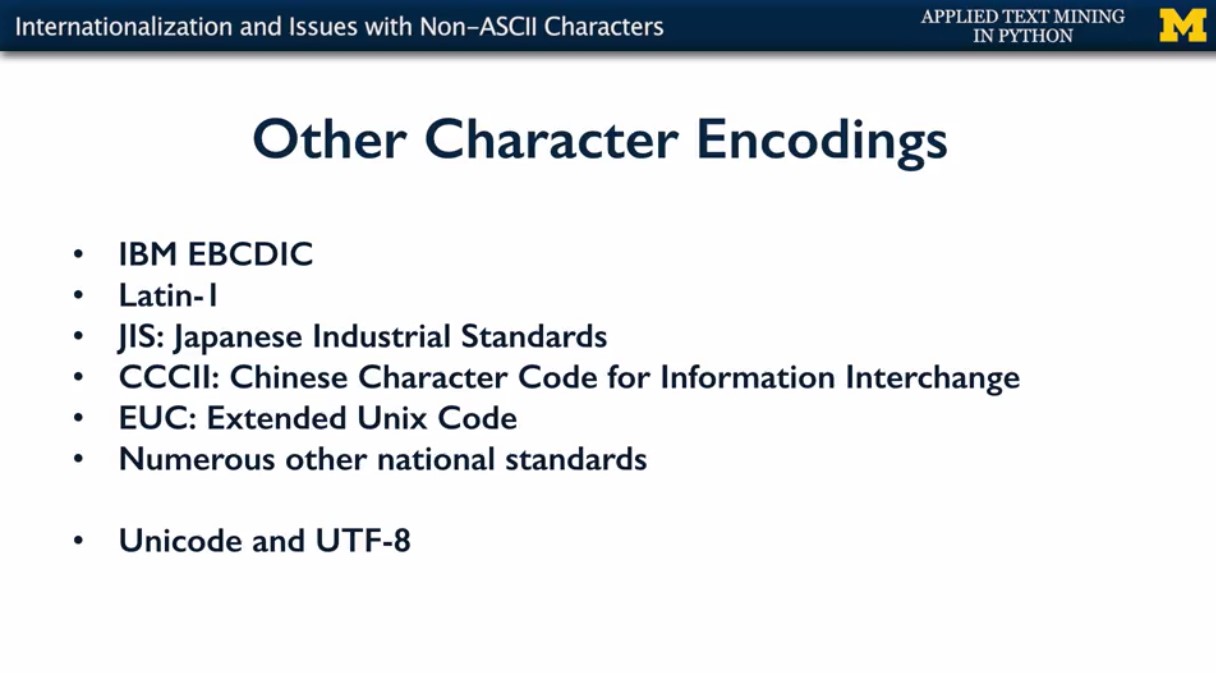 Internationalization and Issues with Non-ASCII Characters
APPLIED TEXT MINING
IN PYTHON
M
Other Character Encodings
• IBM EBCDIC
• Latin-1
• JIS: Japanese Industrial Standards
• CCCII: Chinese Character Code for Information Interchange
• EUC: Extended Unix Code
• Numerous other national standards
• Unicode and UTF-8